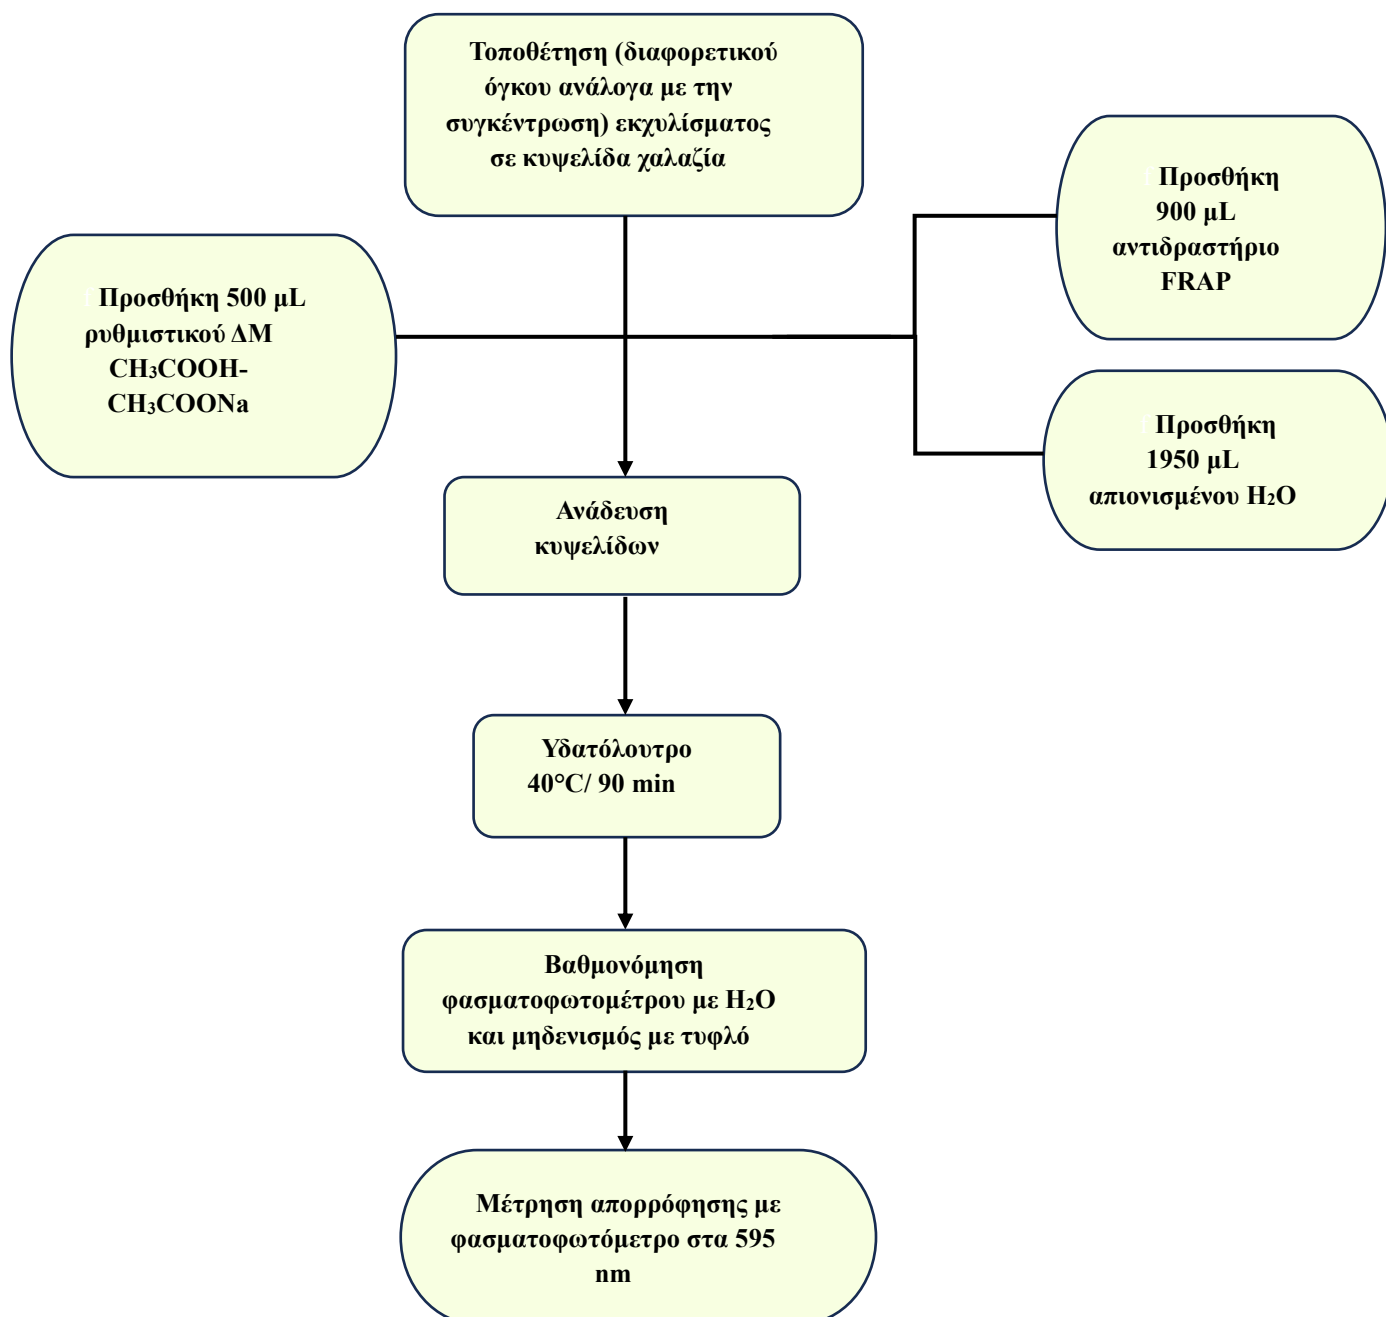 Τοποθέτηση (διαφορετικού
όγκου ανάλογα με την
συγκέντρωση) εκχυλίσματος
σε κυψελίδα χαλαζία
Προσθήκη
900 μL
αντιδραστήριο
FRAP
Προσθήκη 500 μL
ρυθμιστικού ΔΜ
CH₃COOH-
CH₃COONa
Προσθήκη
1950 μL
απιονισμένου H₂O
Ανάδευση
κυψελίδων
Υδατόλουτρο
40°C/ 90 min
Βαθμονόμηση
φασματοφωτομέτρου με H₂O
και μηδενισμός με τυφλό
Μέτρηση απορρόφησης με
φασματοφωτόμετρο στα 595
nm